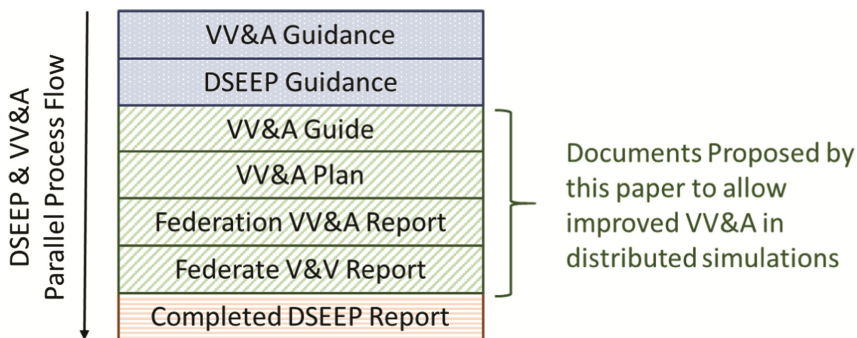 DSEEP & VV&A
Parallel Process Flow
VV&A Guidance
DSEEP Guidance
VV&A Guide
VV&A Plan
Federation VV&A Report
Federate V&V Report
Completed DSEEP Report
Documents Proposed by
this paper to allow
improved VV&A in
distributed simulations